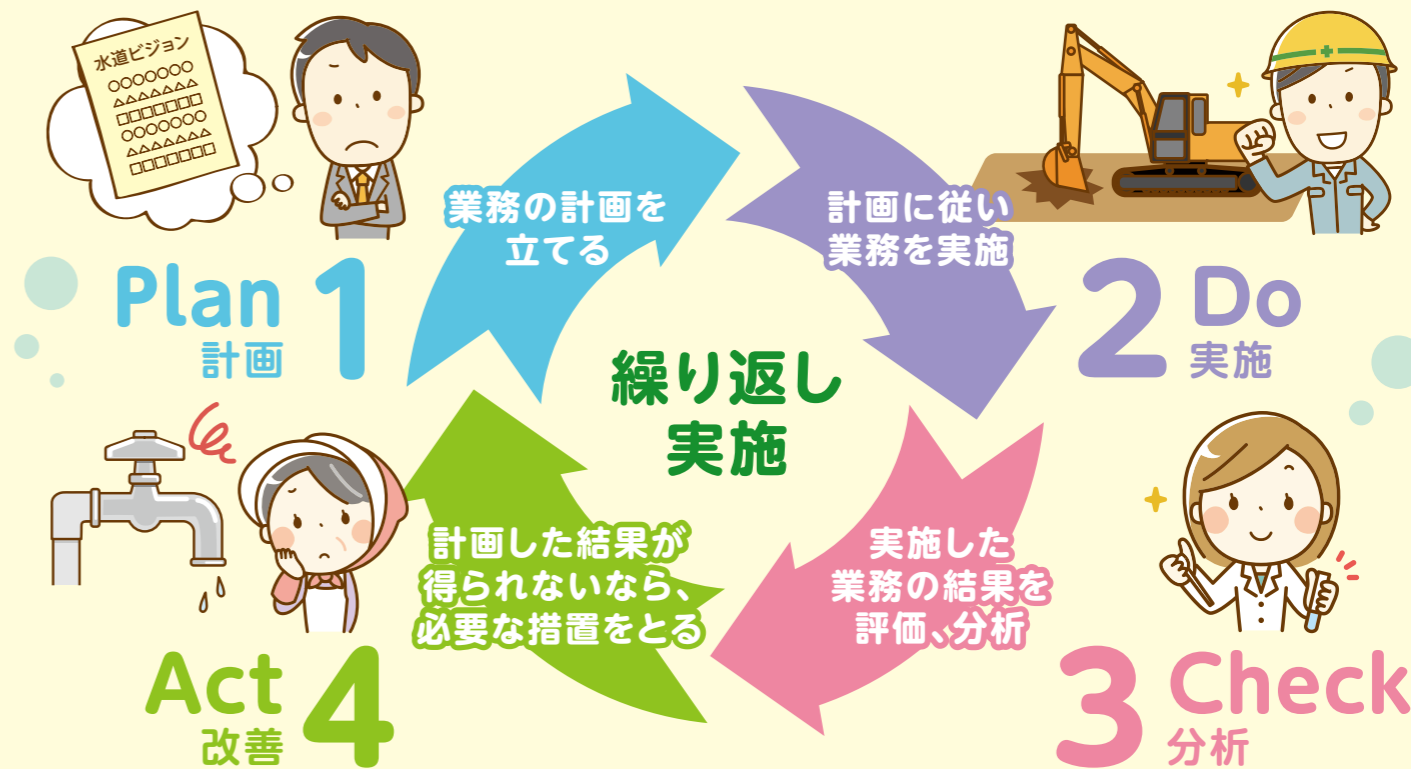 水道ビジョン
○○○○○○○
△△△△△△△
□□□□□□□
○○○○○○○
△△△△△△△
□□□□□□□
業務の計画を
立てる
Plan 1
計画
計画に従い
業務を実施
2 Do
実施
繰り返し
実施
実施した
業務の結果を
評価、分析
3 Check
分析
計画した結果が
得られないなら、
必要な措置をとる
Act 4
改善